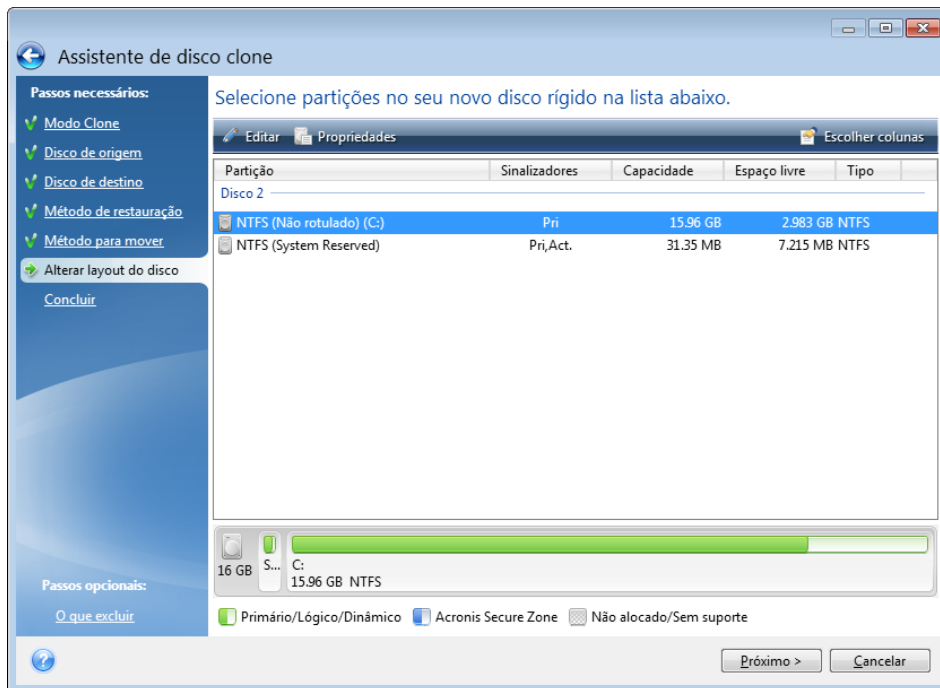 Assistente de disco clone
Passos necessários:
Modo Clone
Disco de origem
Disco de destino
Método de restauração
Método para mover
Alterar layout do disco
Concluir
Passos opcionais:
O que excluir
Selecione partições no seu novo disco rígido na lista abaixo.
Editar Propriedades Escolher colunas
Partição Sinalizadores Capacidade Espaço livre Tipo
Disco 2
NTFS (Não rotulado) (C:) Pri 15.96 GB 2.983 GB NTFS
NTFS (System Reserved) Pri,Act. 31.35 MB 7.215 MB NTFS
16 GB S... C:
15.96 GB NTFS
Primário/Lógico/Dinâmico Acronis Secure Zone Não alocado/Sem suporte
? Próximo > Cancelar